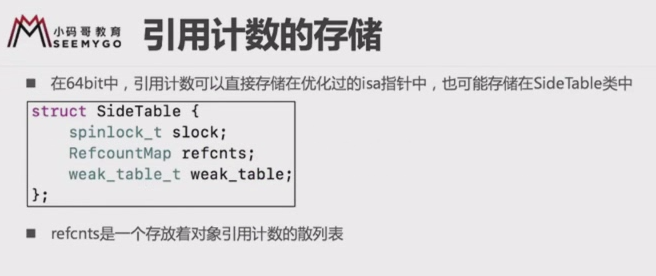 小码哥教育
SEEMYGO
引用计数的存储
■ 在64bit中，引用计数可以直接存储在优化过的isa指针中，也可能存储在SideTable类中
struct SideTable {
    spinlock_t slock;
    RefcountMap refcnts;
    weak_table_t weak_table;
};
■ refcnts是一个存放着对象引用计数的散列表